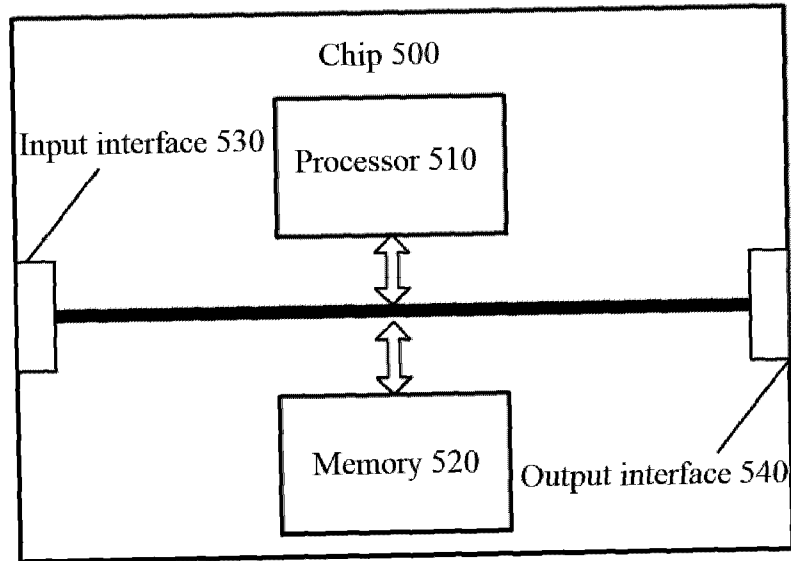 Chip 500
Input interface 530
Processor 510
Memory 520
Output interface 540